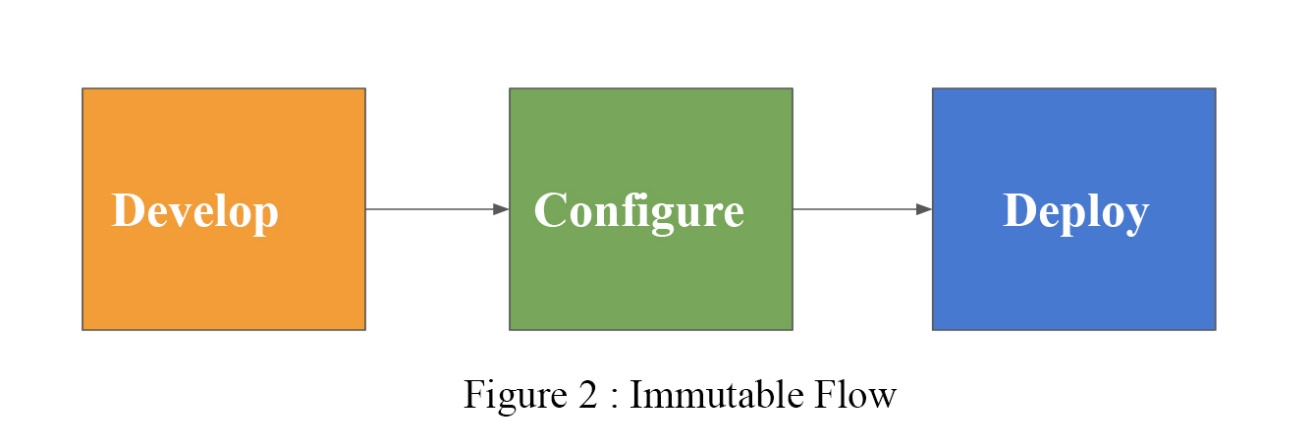 Develop
Configure
Deploy
Figure 2 : Immutable Flow